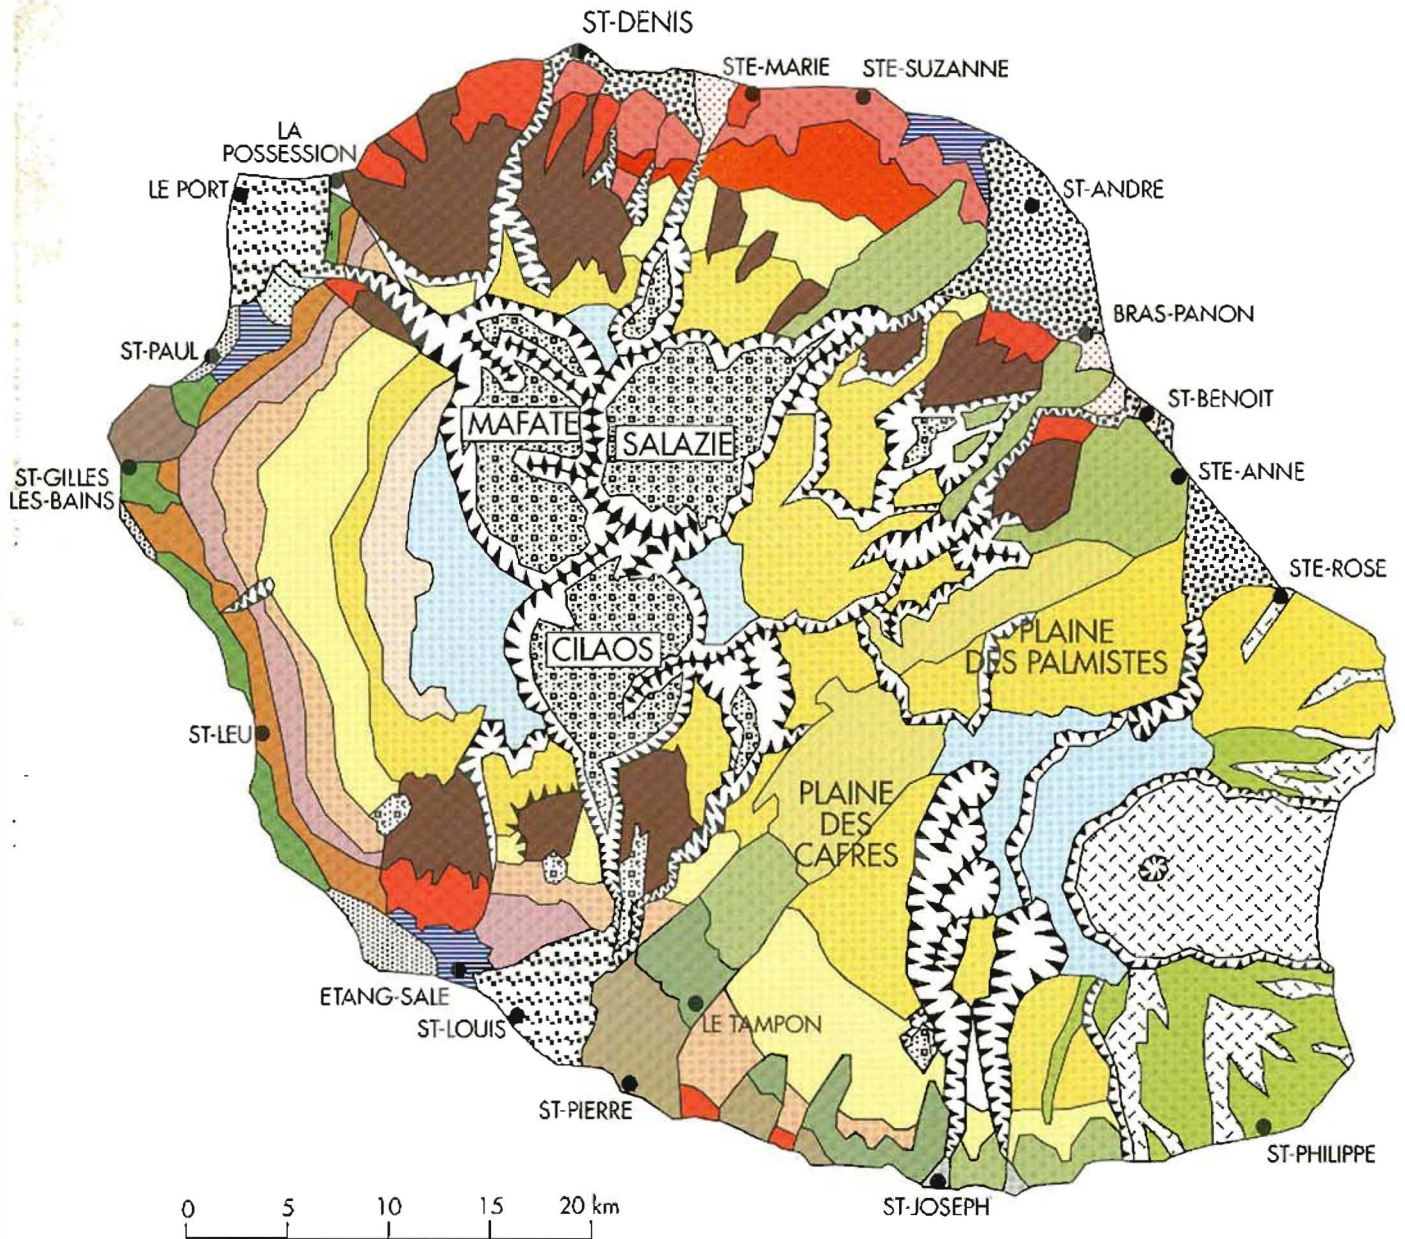 ST-DENIS
STE-MARIE
STE-SUZANNE
LA
POSSESSION
LE PORT
ST-ANDRE
BRAS-PANON
ST-PAUL
ST-BENOIT
MAFATE
SALAZIE
ST-GILLES
LES-BAINS
STE-ANNE
STE-ROSE
CILAOS
PLAINE
DES PALMISTES
ST-LEU
PLAINE
DES
CAFRES
ETANG-SALE
ST-LOUIS
LE TAMPON
ST-PIERRE
ST-PHILIPPE
ST-JOSEPH
0 5 10 15 20 km